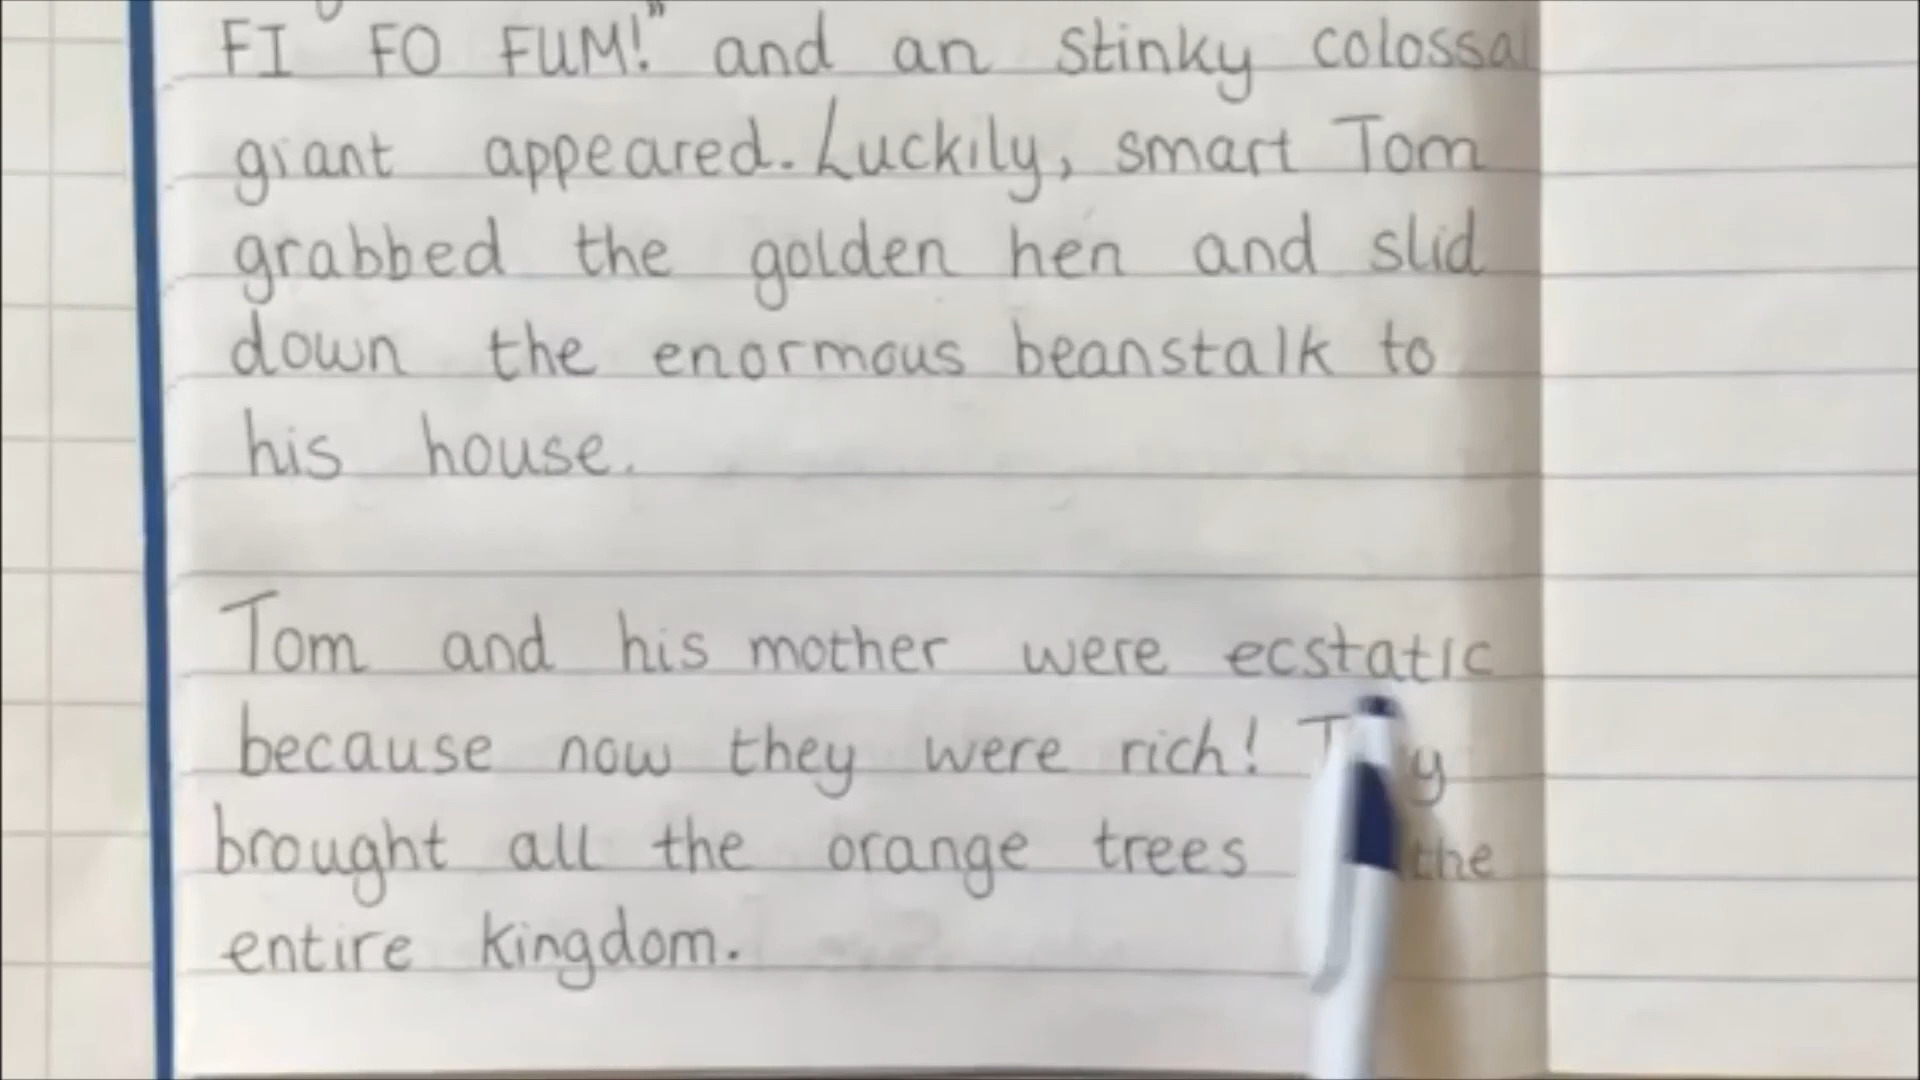 FI FO FUM!" and an stinky colossal
giant appeared. Luckily, smart Tom
grabbed the golden hen and slid
down the enormous beanstalk to
his house.
Tom and his mother were ecstatic
because now they were rich!
brought all the orange trees the
entire kingdom.